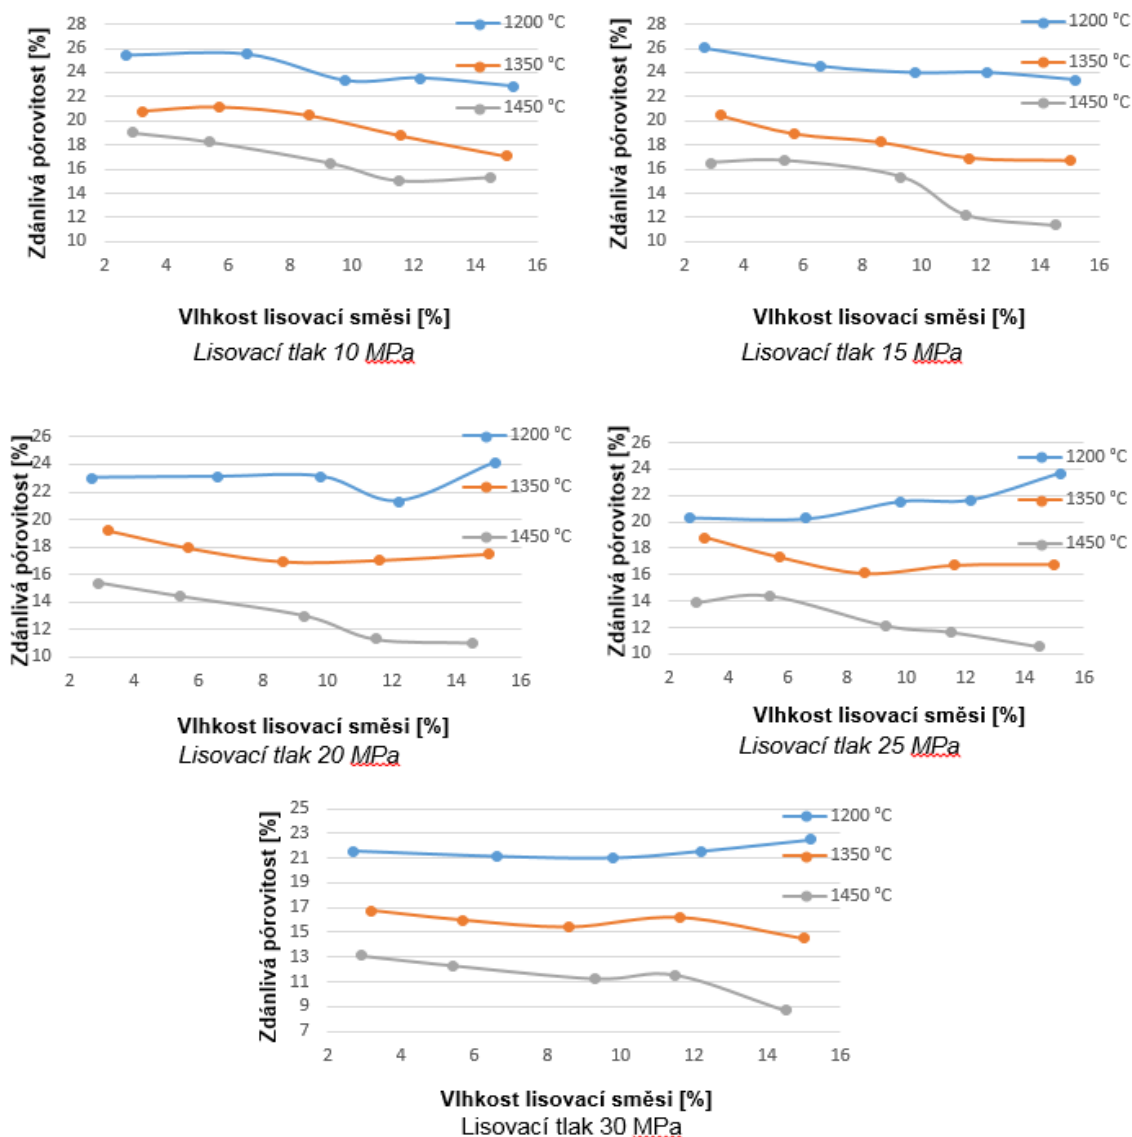 Zdánlivá pórovitost [%]
28
26
24
22
20
18
16
14
12
10
2 4 6 8 10 12 14 16
1200 °C
1350 °C
1450 °C
Vlhkost lisovací směsi [%]
Lisovací tlak 10 MPa
Zdánlivá pórovitost [%]
28
26
24
22
20
18
16
14
12
10
2 4 6 8 10 12 14 16
1200 °C
1350 °C
1450 °C
Vlhkost lisovací směsi [%]
Lisovací tlak 15 MPa
Zdánlivá pórovitost [%]
26
24
22
20
18
16
14
12
10
2 4 6 8 10 12 14 16
1200 °C
1350 °C
1450 °C
Vlhkost lisovací směsi [%]
Lisovací tlak 20 MPa
Zdánlivá pórovitost [%]
26
24
22
20
18
16
14
12
10
2 4 6 8 10 12 14 16
1200 °C
1350 °C
1450 °C
Vlhkost lisovací směsi [%]
Lisovací tlak 25 MPa
Zdánlivá pórovitost [%]
25
23
21
19
17
15
13
11
9
7
2 4 6 8 10 12 14 16
1200 °C
1350 °C
1450 °C
Vlhkost lisovací směsi [%]
Lisovací tlak 30 MPa